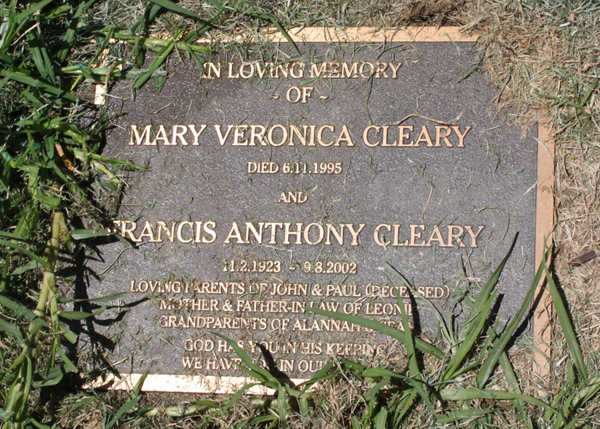 IN LOVING MEMORY
~ OF ~
MARY VERONICA CLEARY
DIED 6.11.1995
AND
FRANCIS ANTHONY CLEARY
11.2.1923 ~ 9.8.2002
LOVING PARENTS OF JOHN & PAUL (DECEASED)
MOTHER & FATHER-IN LAW OF
GRANDPARENTS OF
GOD HAS YOU IN HIS KEEPING
WE HAVE IN OUR